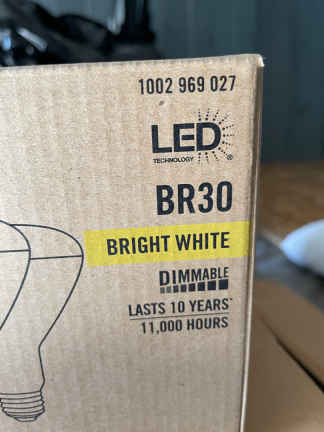 1002 969 027
LED
TECHNOLOGY ®
BR30
BRIGHT WHITE
DIMMABLE
LASTS 10 YEARS*
11,000 HOURS